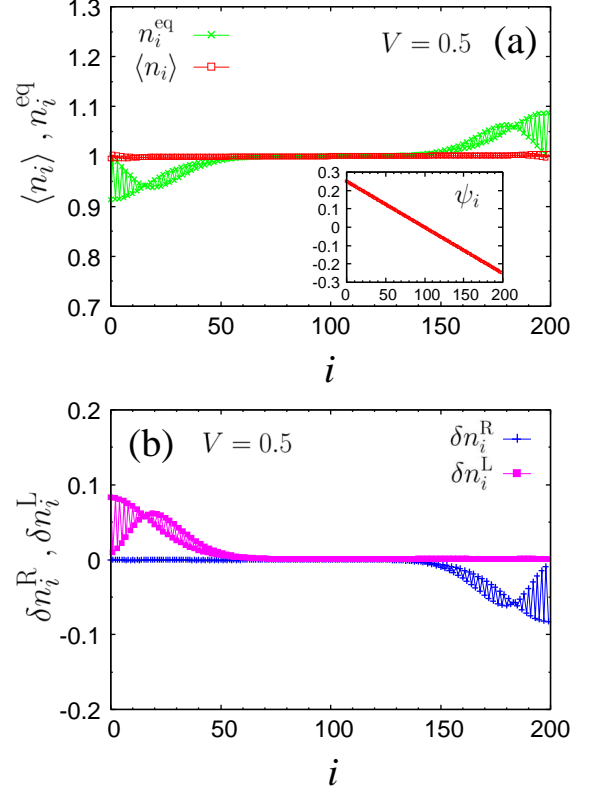 1.3
1.2
1.1
1
0.9
0.8
0.7
⟨n_i⟩ , n_i^eq
n_i^eq
⟨n_i⟩
V = 0.5
(a)
0.3
0.2
0.1
0
-0.1
-0.2
-0.3
ψ_i
0 50 100 150 200
0 50 100 150 200
i
0.2
0.1
0
-0.1
-0.2
δn_i^R , δn_i^L
(b)
V = 0.5
δn_i^R
δn_i^L
0 50 100 150 200
i